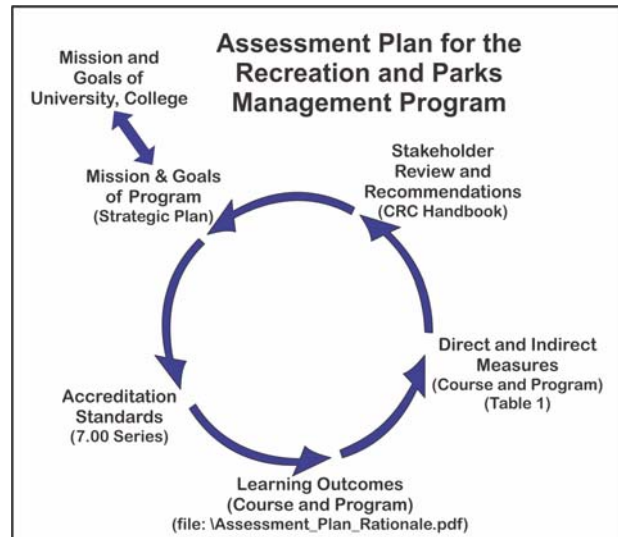 Assessment Plan for the
Recreation and Parks
Management Program
Mission and
Goals of
University, College
Mission & Goals
of Program
(Strategic Plan)
Stakeholder
Review and
Recommendations
(CRC Handbook)
Direct and Indirect
Measures
(Course and Program)
(Table 1)
Accreditation
Standards
(7.00 Series)
Learning Outcomes
(Course and Program)
(file: \Assessment_Plan_Rationale.pdf)